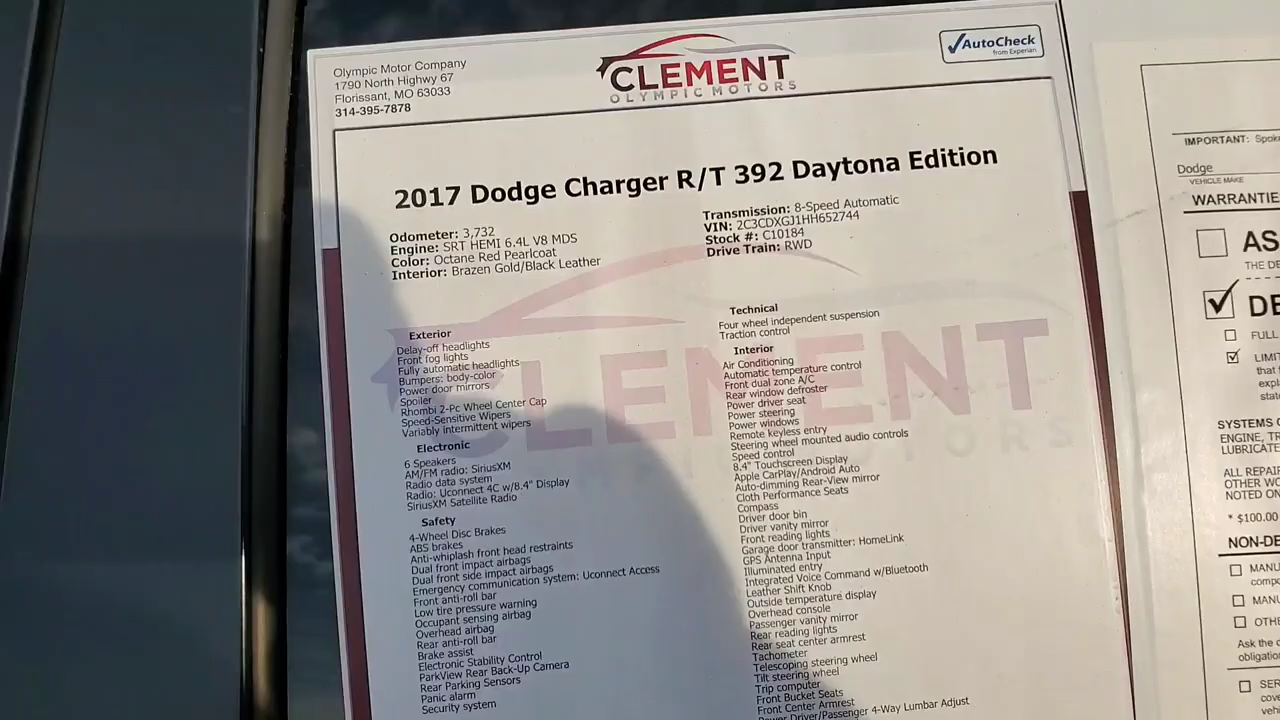 Olympic Motor Company
1790 North Highway 67
Florissant, MO 63033
314-395-7878
CLEMENT
OLYMPIC MOTORS
AutoCheck
from Experian
2017 Dodge Charger R/T 392 Daytona Edition
Odometer: 3,732
Engine: SRT HEMI 6.4L V8 MDS
Color: Octane Red Pearlcoat
Interior: Brazen Gold/Black Leather
Transmission: 8-Speed Automatic
VIN: 2C3CDXGJ1HH652744
Stock #: C10184
Drive Train: RWD
CLEMENT
MOTORS
Exterior
Delay-off headlights
Front fog lights
Fully automatic headlights
Bumpers: body-color
Power door mirrors
Spoiler
Rhombi 2-Pc Wheel Center Cap
Speed-Sensitive Wipers
Variably intermittent wipers
Electronic
6 Speakers
AM/FM radio: SiriusXM
Radio data system
Radio: Uconnect 4C w/8.4" Display
SiriusXM Satellite Radio
Safety
4-Wheel Disc Brakes
ABS brakes
Anti-whiplash front head restraints
Dual front impact airbags
Dual front side impact airbags
Emergency communication system: Uconnect Access
Front anti-roll bar
Low tire pressure warning
Occupant sensing airbag
Overhead airbag
Rear anti-roll bar
Brake assist
Electronic Stability Control
ParkView Rear Back-Up Camera
Rear Parking Sensors
Panic alarm
Security system
Technical
Four wheel independent suspension
Traction control
Interior
Air Conditioning
Automatic temperature control
Front dual zone A/C
Rear window defroster
Power driver seat
Power steering
Power windows
Remote keyless entry
Steering wheel mounted audio controls
Speed control
8.4" Touchscreen Display
Apple CarPlay/Android Auto
Auto-dimming Rear-View mirror
Cloth Performance Seats
Compass
Driver door bin
Driver vanity mirror
Front reading lights
Garage door transmitter: HomeLink
GPS Antenna Input
Illuminated entry
Integrated Voice Command w/Bluetooth
Leather Shift Knob
Outside temperature display
Overhead console
Passenger vanity mirror
Rear reading lights
Rear seat center armrest
Tachometer
Telescoping steering wheel
Tilt steering wheel
Trip computer
Front Bucket Seats
Front Center Armrest
Power Driver/Passenger 4-Way Lumbar Adjust
IMPORTANT: Spok
Dodge
VEHICLE MAKE
WARRANTIE
AS
THE DE
DE
FULL
LIMIT
that
expl
state
SYSTEMS C
ENGINE, TR
LUBRICATE
ALL REPAIR
OTHER WO
NOTED ON
* $100.00
NON-DE
MANU
comp
MANU
OTHE
Ask the
obligatio
SER
cove
vehi